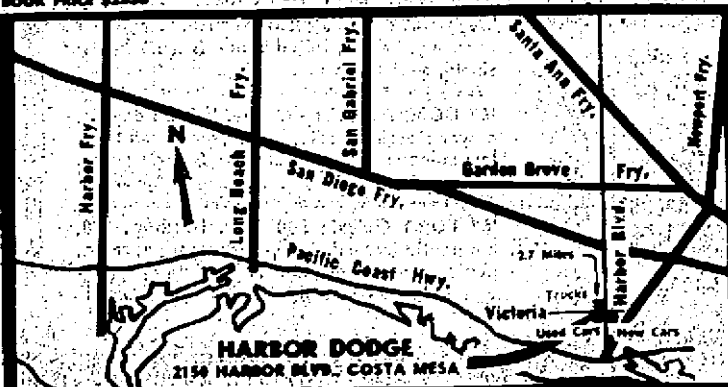 BOOK PRICE
Harbor Fry.
N
Long Beach Fry.
San Gabriel Fry.
San Diego Fry.
Santa Ana Fry.
Newport Fry.
Garden Grove Fry.
Harbor Blvd.
Pacific Coast Hwy.
2.7 Miles
Trucks
Victoria
Used Cars
New Cars
HARBOR DODGE
2150 HARBOR BLVD., COSTA MESA